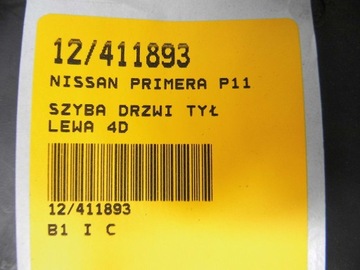 12/411893
NISSAN PRIMERA P11
SZYBA DRZWI TYŁ
LEWA 4D
12/411893
B1 I C